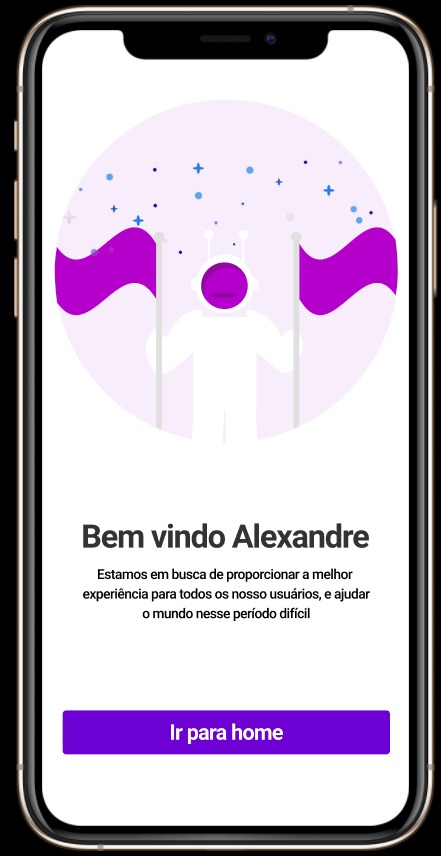 Bem vindo Alexandre
Estamos em busca de proporcionar a melhor
experiência para todos os nosso usuários, e ajudar
o mundo nesse período difícil
Ir para home